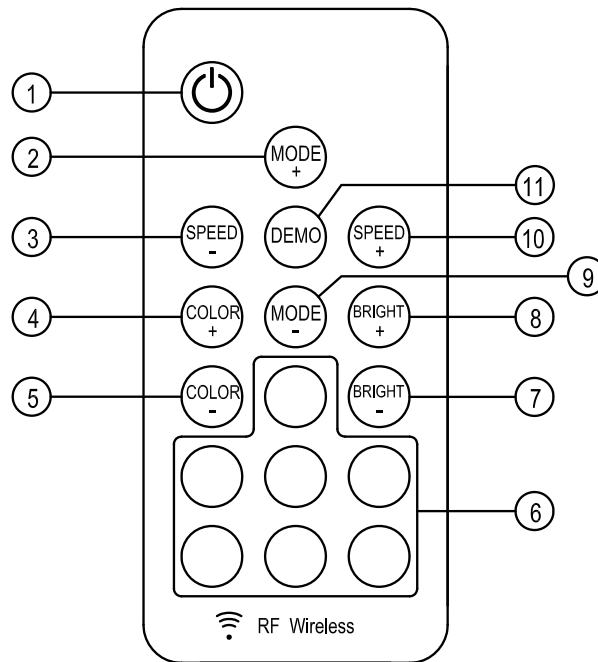 1
2
MODE
+
11
3
SPEED
-
DEMO
SPEED
+
10
9
4
COLOR
+
MODE
-
BRIGHT
+
8
5
COLOR
-
BRIGHT
-
7
6
RF Wireless